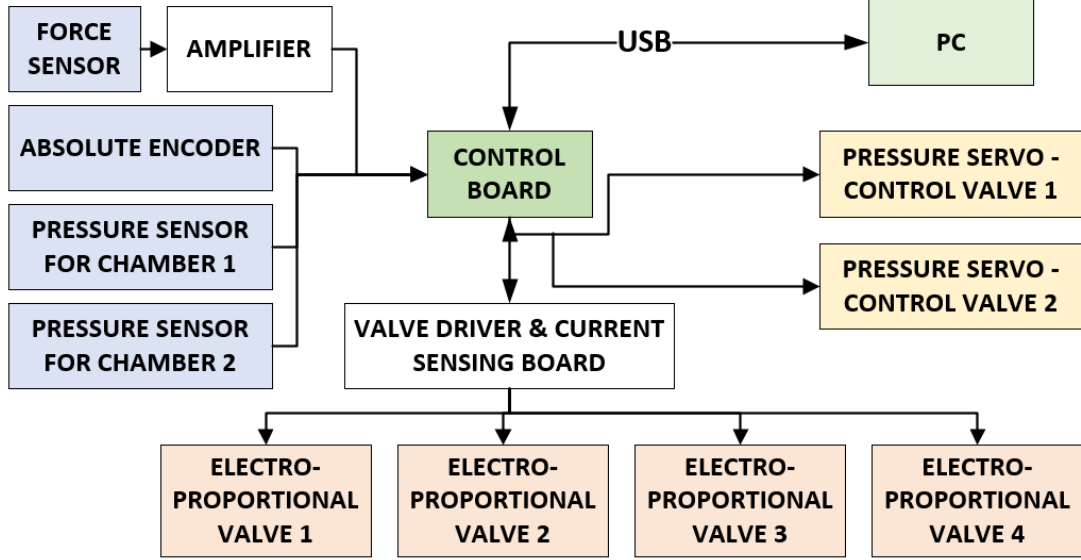 FORCE
SENSOR
AMPLIFIER
USB
PC
ABSOLUTE ENCODER
CONTROL
BOARD
PRESSURE SERVO -
CONTROL VALVE 1
PRESSURE SENSOR
FOR CHAMBER 1
PRESSURE SERVO -
CONTROL VALVE 2
PRESSURE SENSOR
FOR CHAMBER 2
VALVE DRIVER & CURRENT
SENSING BOARD
ELECTRO-
PROPORTIONAL
VALVE 1
ELECTRO-
PROPORTIONAL
VALVE 2
ELECTRO-
PROPORTIONAL
VALVE 3
ELECTRO-
PROPORTIONAL
VALVE 4